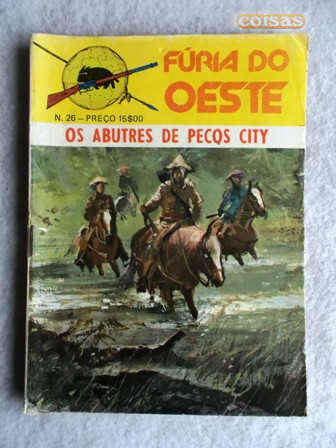 coisas
FÚRIA DO
OESTE
N. 26 — PREÇO 15$00
OS ABUTRES DE PECOS CITY